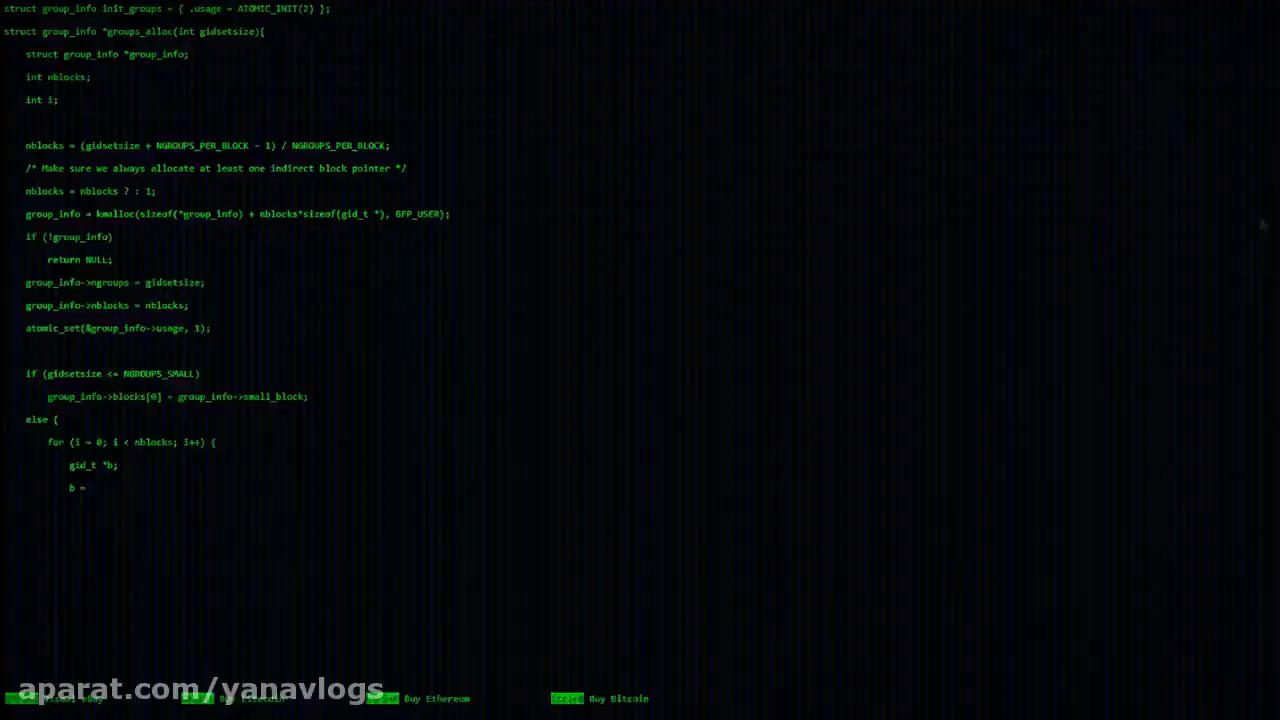 struct group_info init_groups = { .usage = ATOMIC_INIT(2) };
struct group_info *groups_alloc(int gidsetsize){
struct group_info *group_info;
int nblocks;
int i;
nblocks = (gidsetsize + NGROUPS_PER_BLOCK - 1) / NGROUPS_PER_BLOCK;
/* Make sure we always allocate at least one indirect block pointer */
nblocks = nblocks ? : 1;
group_info = kmalloc(sizeof(*group_info) + nblocks*sizeof(gid_t *), GFP_USER);
if (!group_info)
return NULL;
group_info->ngroups = gidsetsize;
group_info->nblocks = nblocks;
atomic_set(&group_info->usage, 1);
if (gidsetsize <= NGROUPS_SMALL)
group_info->blocks[0] = group_info->small_block;
else {
for (i = 0; i < nblocks; i++) {
gid_t *b;
b =
aparat.com/yanavlogs
Buy Ethereum Buy Bitcoin